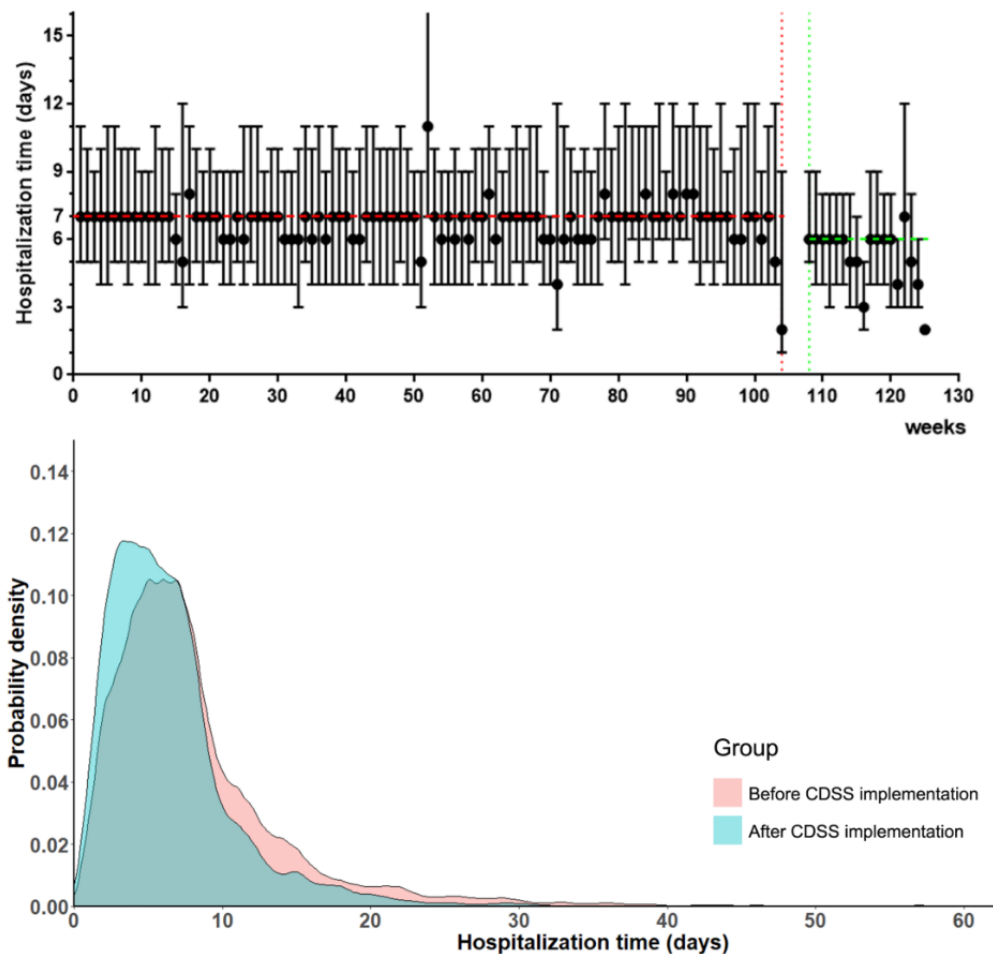 Hospitalization time (days)
15
12
9
7
6
3
0
0 10 20 30 40 50 60 70 80 90 100 110 120 130
weeks
Probability density
0.14
0.12
0.10
0.08
0.06
0.04
0.02
0.00
Group
Before CDSS implementation
After CDSS implementation
0 10 20 30 40 50 60
Hospitalization time (days)